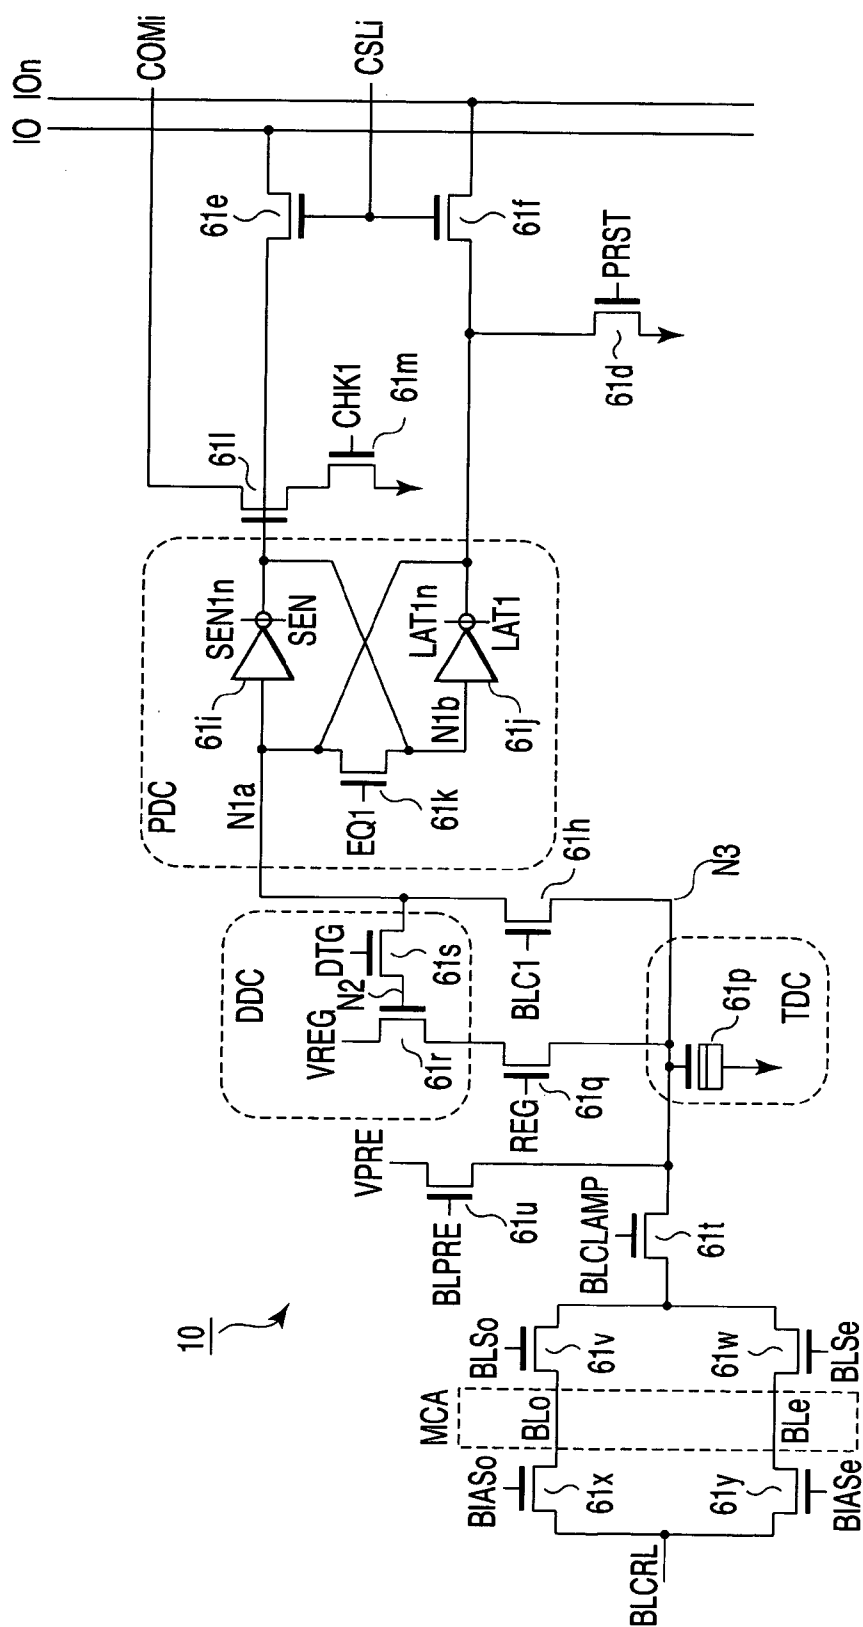 10
IO
IOn
COMi
CSLi
61e
61f
PRST
61d
61l
CHK1
61m
PDC
SEN1n
SEN
61i
N1a
LAT1n
LAT1
61j
N1b
EQ1
61k
DDC
DTG
61s
N2
VREG
61r
BLC1
61h
N3
REG
61q
61p
TDC
VPRE
BLPRE
61u
BLCLAMP
61t
BLSo
61v
61w
BLSe
MCA
BLo
BLe
BIASo
61x
61y
BIASe
BLCRL